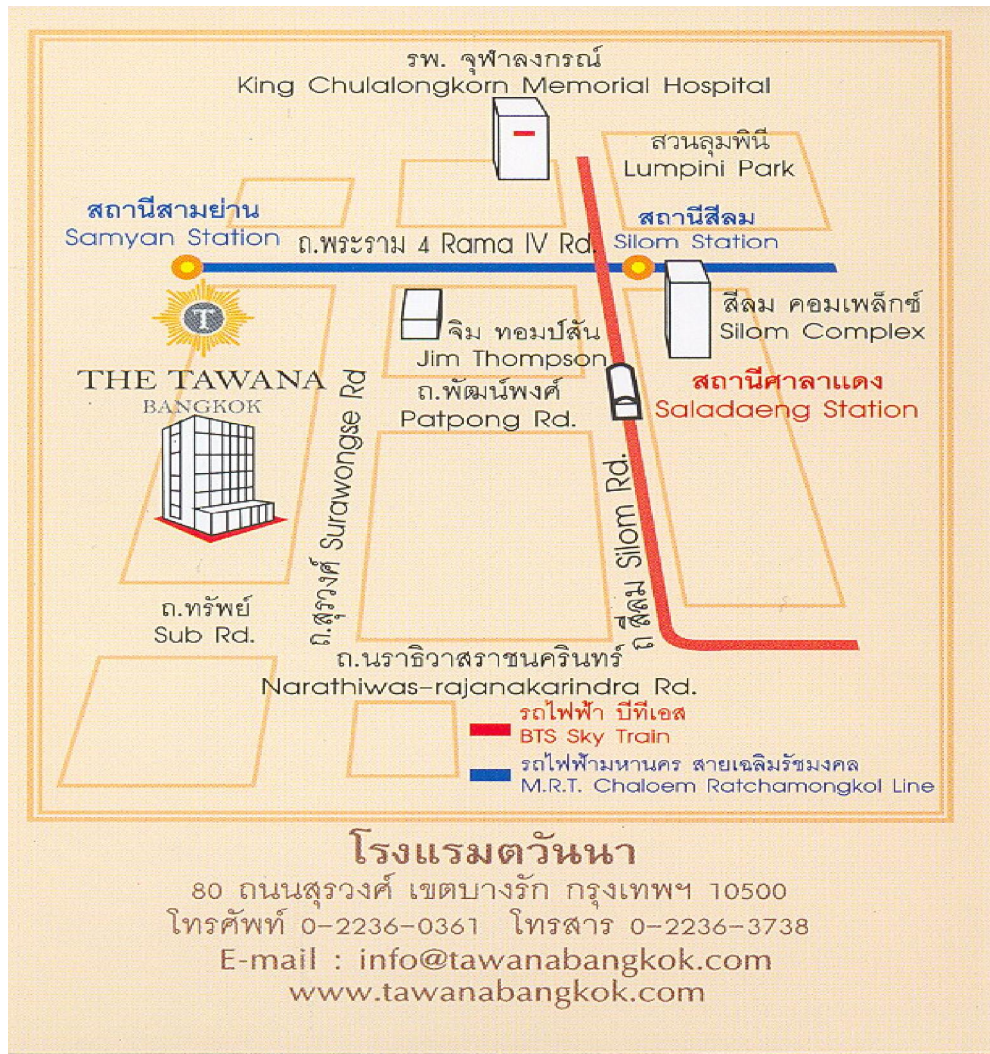 รพ. จุฬาลงกรณ์
King Chulalongkorn Memorial Hospital
สวนลุมพินี
Lumpini Park
สถานีสามย่าน
Samyan Station
ถ.พระราม 4 Rama IV Rd.
สถานีสีลม
Silom Station
T
THE TAWANA
BANGKOK
จิม ทอมป์สัน
Jim Thompson
สีลม คอมเพล็กซ์
Silom Complex
ถ.พัฒน์พงศ์
Patpong Rd.
สถานีศาลาแดง
Saladaeng Station
ถ.สุรวงศ์ Surawongse Rd
ถ สีลม Silom Rd.
ถ.ทรัพย์
Sub Rd.
ถ.นราธิวาสราชนครินทร์
Narathiwas-rajanakarindra Rd.
รถไฟฟ้า บีทีเอส
BTS Sky Train
รถไฟฟ้ามหานคร สายเฉลิมรัชมงคล
M.R.T. Chaloem Ratchamongkol Line
โรงแรมตวันนา
80 ถนนสุรวงศ์ เขตบางรัก กรุงเทพฯ 10500
โทรศัพท์ 0-2236-0361 โทรสาร 0-2236-3738
E-mail : info@tawanabangkok.com
www.tawanabangkok.com